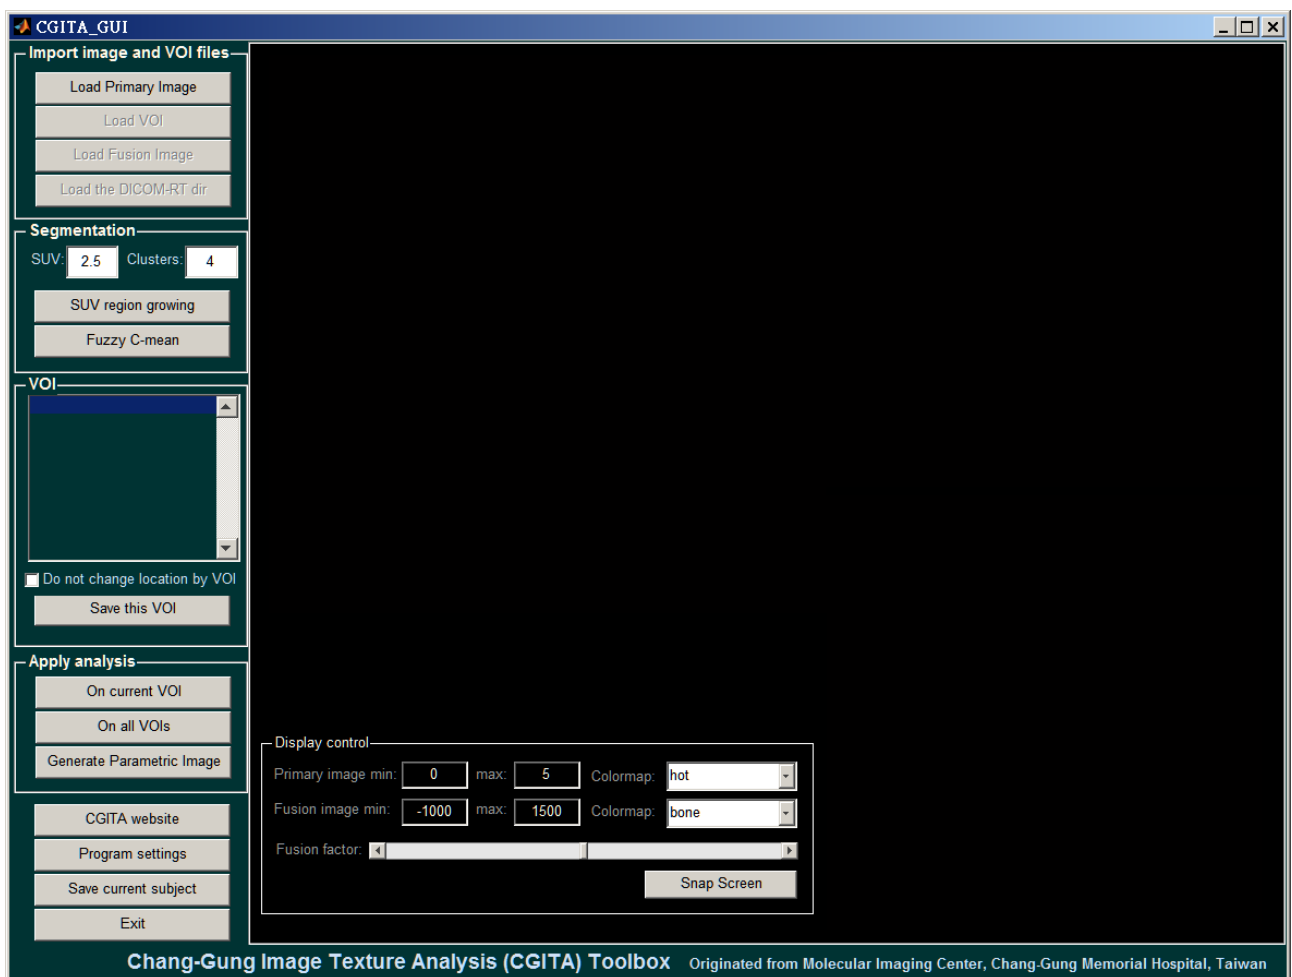 CGITA_GUI
Import image and VOI files
Load Primary Image
Load VOI
Load Fusion Image
Load the DICOM-RT dir
Segmentation
SUV: 2.5 Clusters: 4
SUV region growing
Fuzzy C-mean
VOI
Do not change location by VOI
Save this VOI
Apply analysis
On current VOI
On all VOIs
Generate Parametric Image
CGITA website
Program settings
Save current subject
Exit
Display control
Primary image min: 0 max: 5 Colormap: hot
Fusion image min: -1000 max: 1500 Colormap: bone
Fusion factor:
Snap Screen
Chang-Gung Image Texture Analysis (CGITA) Toolbox Originated from Molecular Imaging Center, Chang-Gung Memorial Hospital, Taiwan